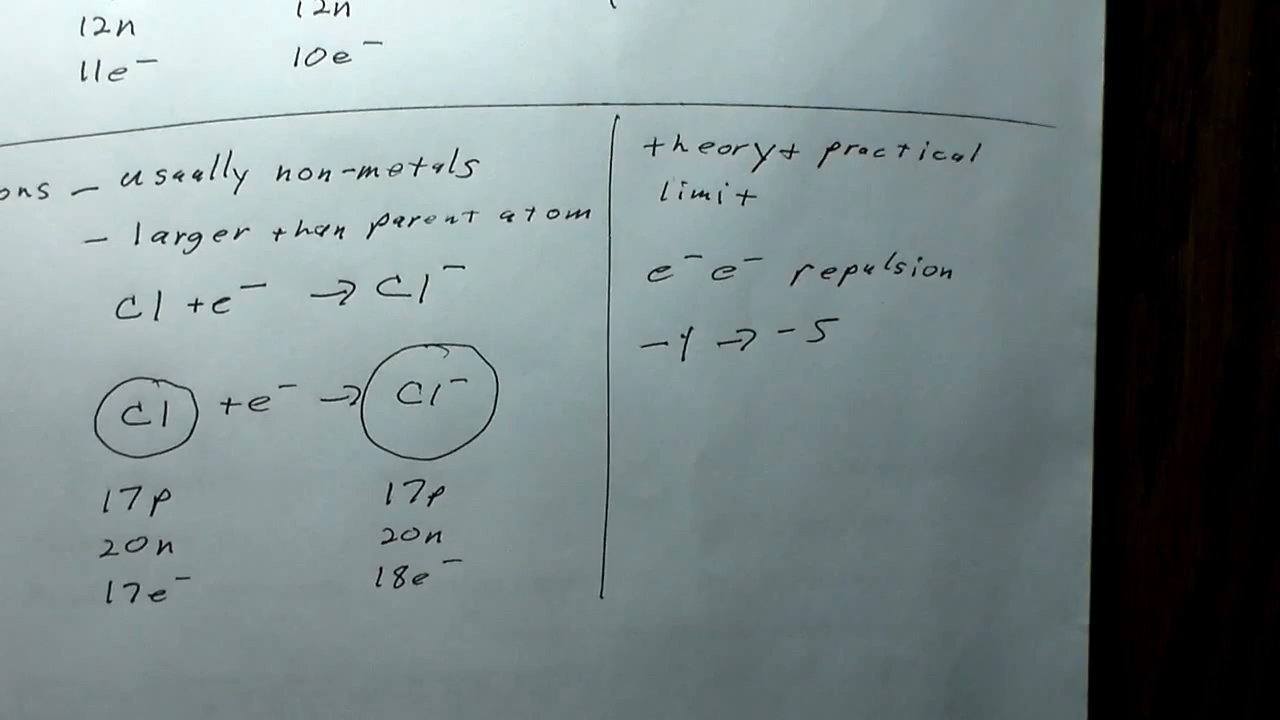 12n 12n
11e⁻ 10e⁻
ons – usually non-metals
– larger than parent atom
Cl + e⁻ → Cl⁻
Cl + e⁻ → Cl⁻
17p 17p
20n 20n
17e⁻ 18e⁻
theory + practical
limit
e⁻ e⁻ repulsion
-1 → -5